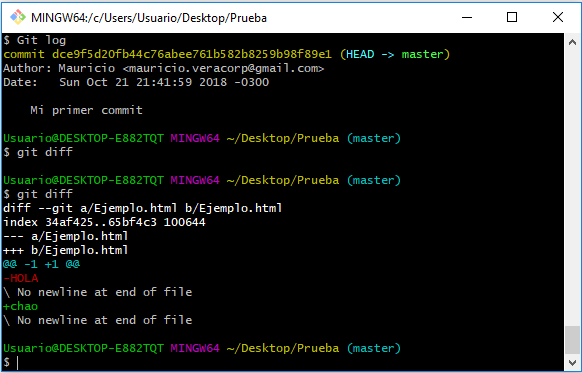 MINGW64:/c/Users/Usuario/Desktop/Prueba
$ Git log
commit dce9f5d20fb44c76abee761b582b8259b98f89e1 (HEAD -> master)
Author: Mauricio <mauricio.veracorp@gmail.com>
Date:   Sun Oct 21 21:41:59 2018 -0300
    Mi primer commit
Usuario@DESKTOP-E882TQT MINGW64 ~/Desktop/Prueba (master)
$ git diff
Usuario@DESKTOP-E882TQT MINGW64 ~/Desktop/Prueba (master)
$ git diff
diff --git a/Ejemplo.html b/Ejemplo.html
index 34af425..65bf4c3 100644
--- a/Ejemplo.html
+++ b/Ejemplo.html
@@ -1 +1 @@
-HOLA
\ No newline at end of file
+chao
\ No newline at end of file
Usuario@DESKTOP-E882TQT MINGW64 ~/Desktop/Prueba (master)
$